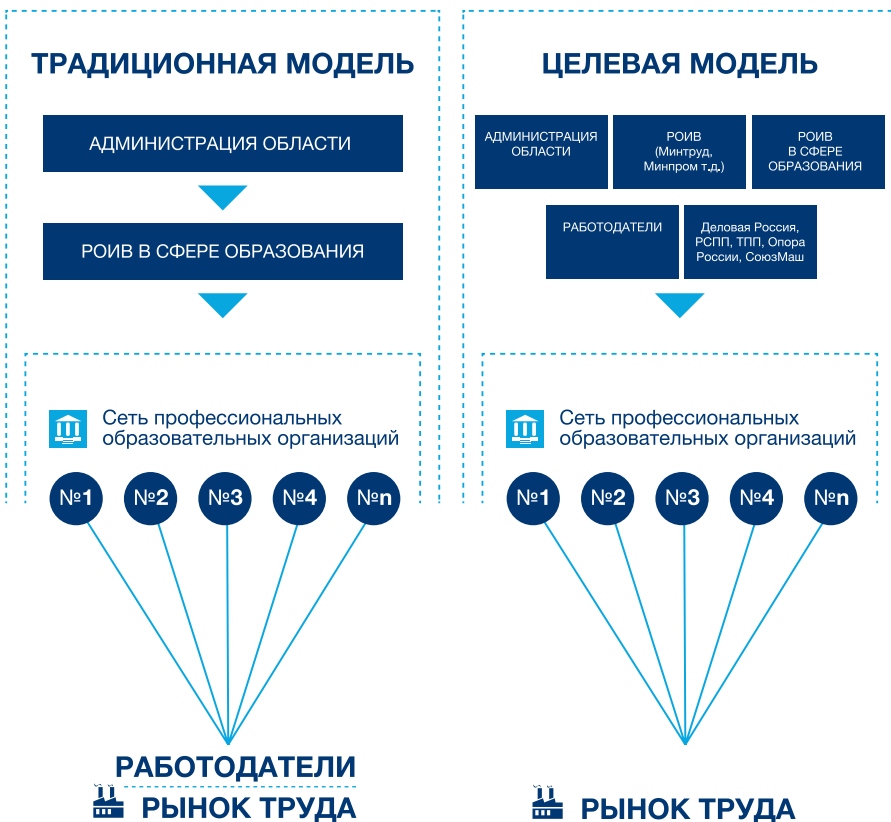 ТРАДИЦИОННАЯ МОДЕЛЬ
АДМИНИСТРАЦИЯ ОБЛАСТИ
РОИВ В СФЕРЕ ОБРАЗОВАНИЯ
Сеть профессиональных
образовательных организаций
№1 №2 №3 №4 №n
РАБОТОДАТЕЛИ
РЫНОК ТРУДА
ЦЕЛЕВАЯ МОДЕЛЬ
АДМИНИСТРАЦИЯ
ОБЛАСТИ
РОИВ
(Минтруд,
Минпром т.д.)
РОИВ
В СФЕРЕ
ОБРАЗОВАНИЯ
РАБОТОДАТЕЛИ
Деловая Россия,
РСПП, ТПП, Опора
России, СоюзМаш
Сеть профессиональных
образовательных организаций
№1 №2 №3 №4 №n
РЫНОК ТРУДА